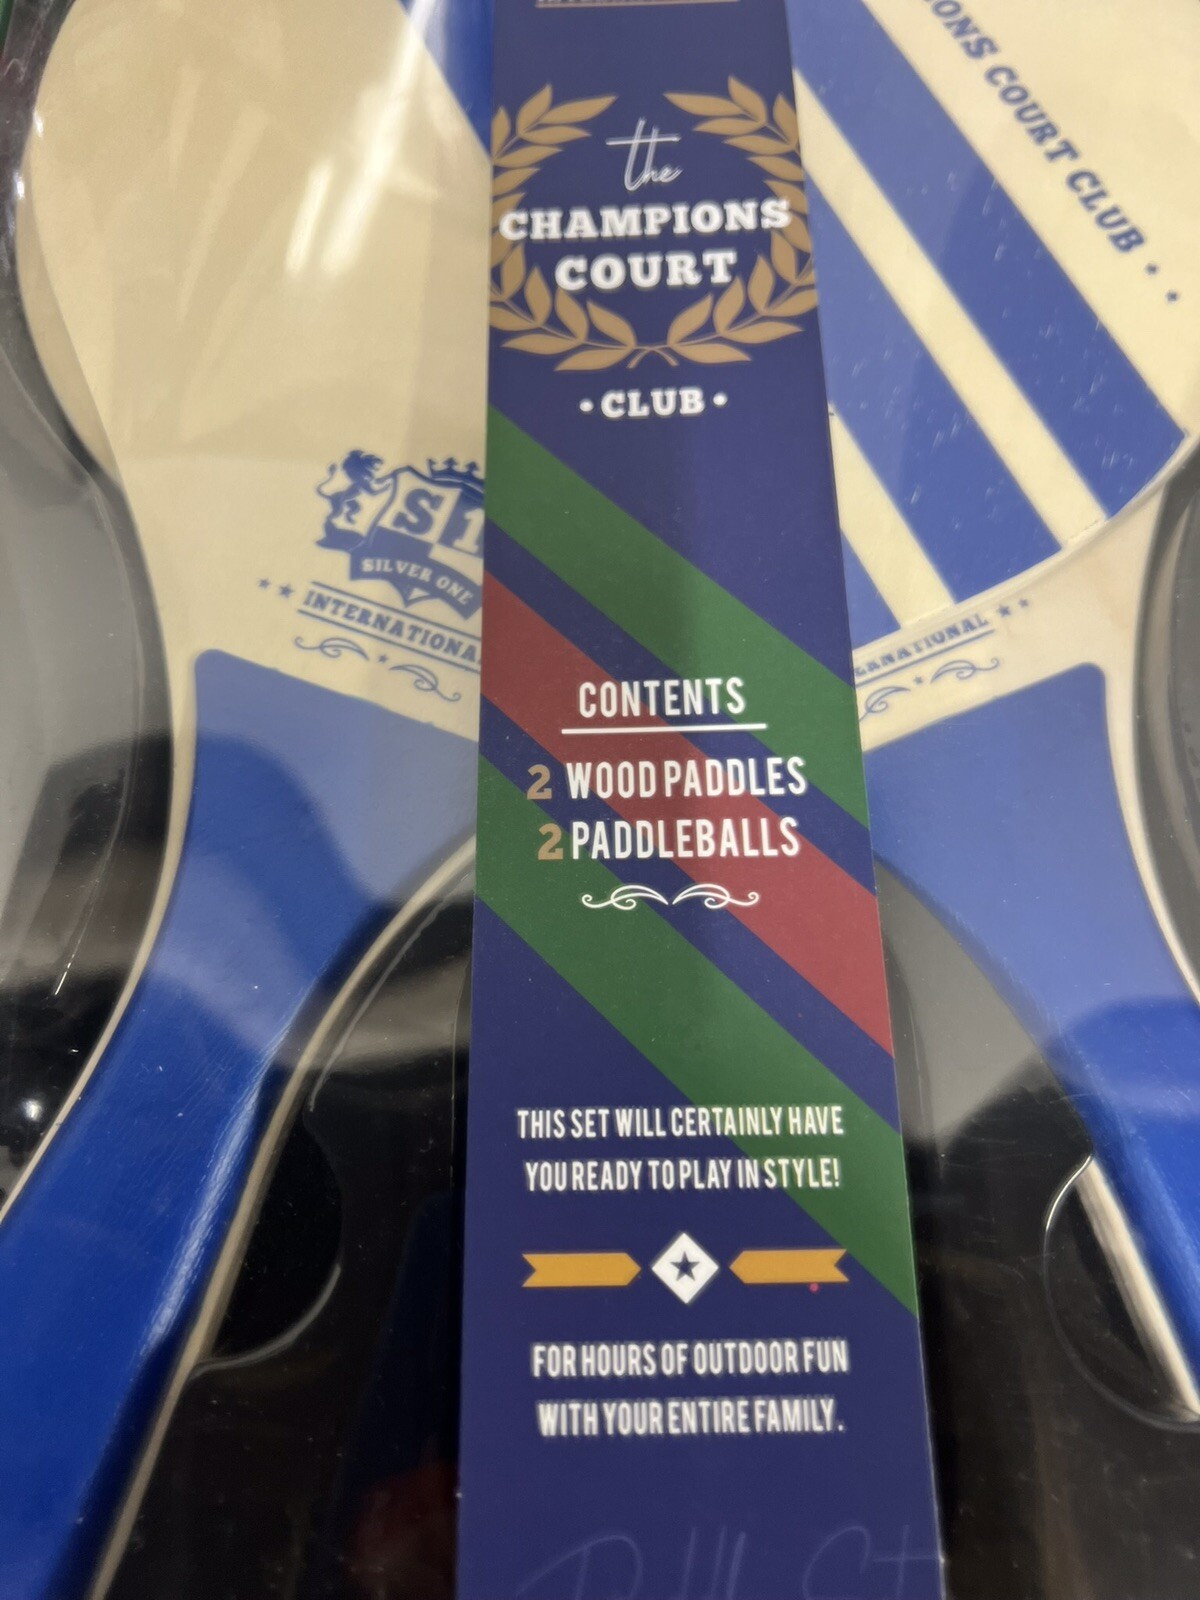 the
CHAMPIONS
COURT
• CLUB •
ONS COURT CLUB • •
S1
SILVER ONE
INTERNATIONAL
ERNATIONAL
CONTENTS
2 WOOD PADDLES
2 PADDLEBALLS
THIS SET WILL CERTAINLY HAVE
YOU READY TO PLAY IN STYLE!
FOR HOURS OF OUTDOOR FUN
WITH YOUR ENTIRE FAMILY.